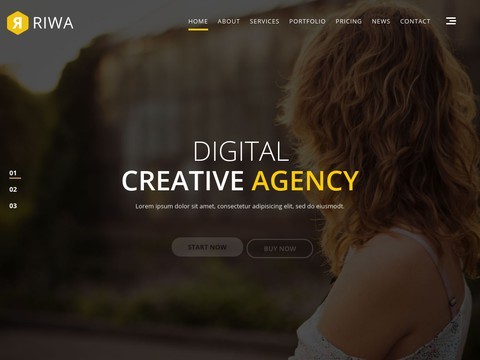 RIWA
HOME ABOUT SERVICES PORTFOLIO PRICING NEWS CONTACT
DIGITAL
CREATIVE AGENCY
Lorem ipsum dolor sit amet, consectetur adipisicing elit, sed do eiusmodt.
01
02
03
START NOW BUY NOW